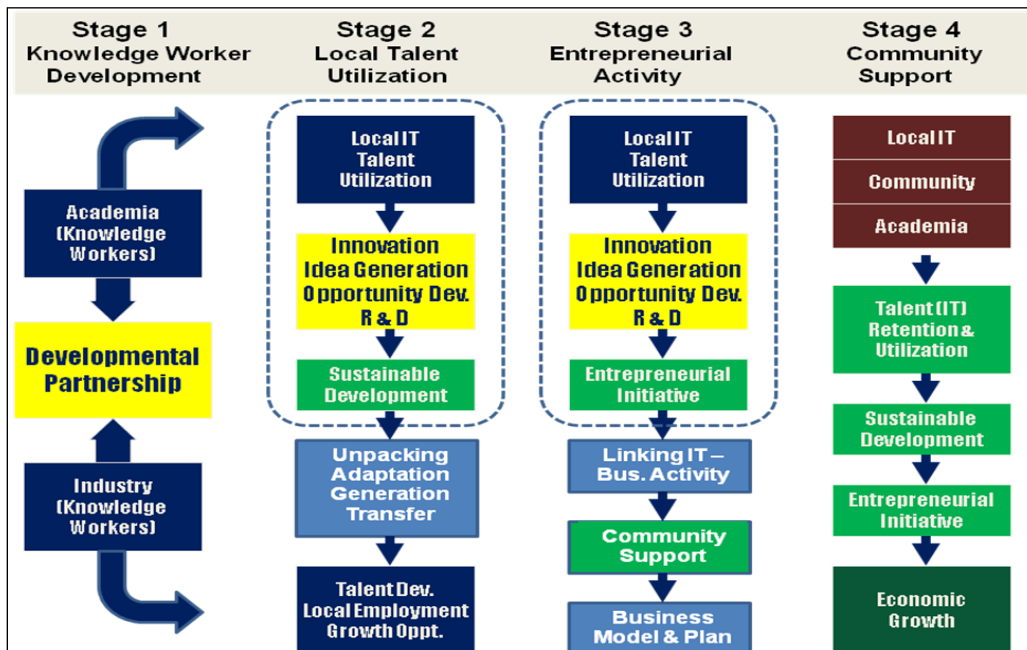 Stage 1
Knowledge Worker
Development
Stage 2
Local Talent
Utilization
Stage 3
Entrepreneurial
Activity
Stage 4
Community
Support
Academia
(Knowledge
Workers)
Developmental
Partnership
Industry
(Knowledge
Workers)
Local IT
Talent
Utilization
Innovation
Idea Generation
Opportunity Dev.
R & D
Sustainable
Development
Unpacking
Adaptation
Generation
Transfer
Talent Dev.
Local Employment
Growth Oppt.
Local IT
Talent
Utilization
Innovation
Idea Generation
Opportunity Dev.
R & D
Entrepreneurial
Initiative
Linking IT –
Bus. Activity
Community
Support
Business
Model & Plan
Local IT
Community
Academia
Talent (IT)
Retention &
Utilization
Sustainable
Development
Entrepreneurial
Initiative
Economic
Growth